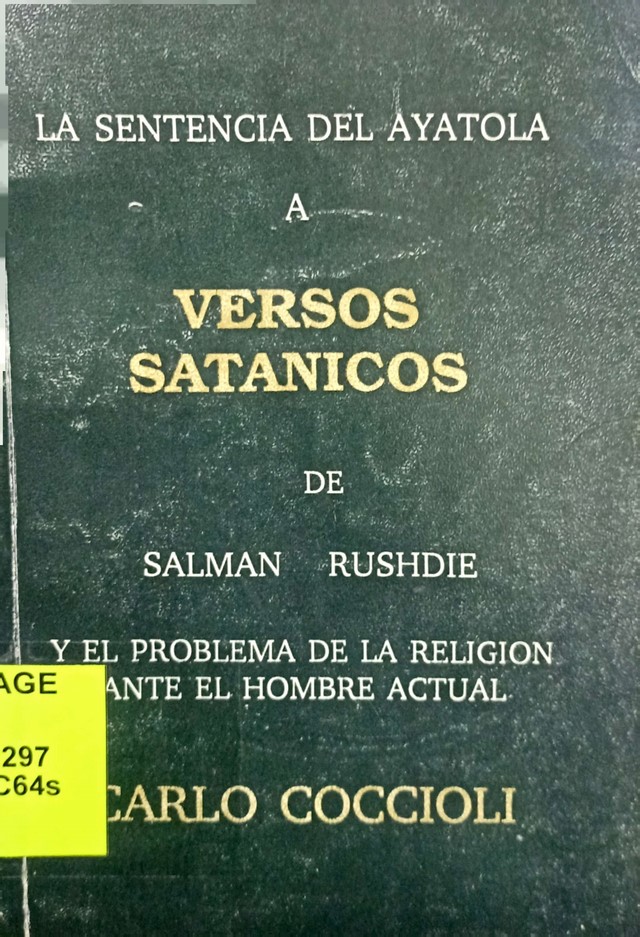 LA SENTENCIA DEL AYATOLA
A
VERSOS
SATANICOS
DE
SALMAN RUSHDIE
Y EL PROBLEMA DE LA RELIGION
ANTE EL HOMBRE ACTUAL
AGE
297
C64s
CARLO COCCIOLI